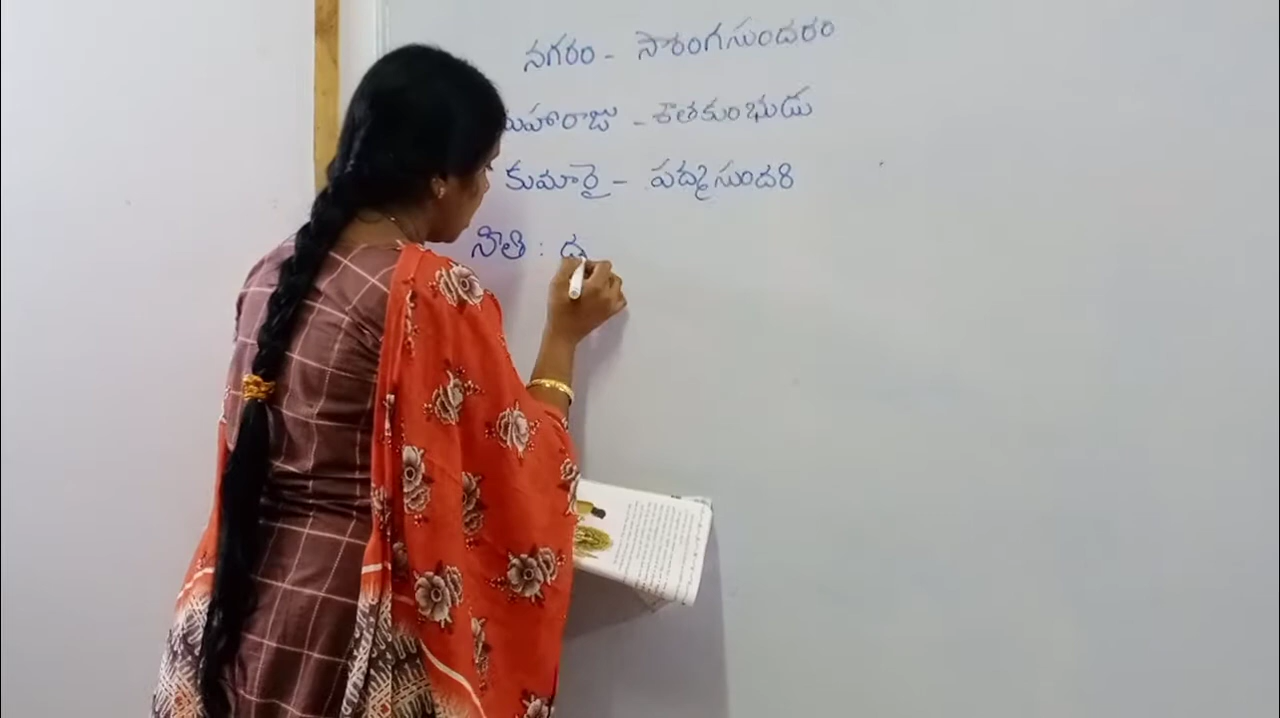 నగరం - సారంగసుందరం
మహారాజు - శాతకుంభుడు
కుమార్తె - పద్మసుందరి
నీతి :